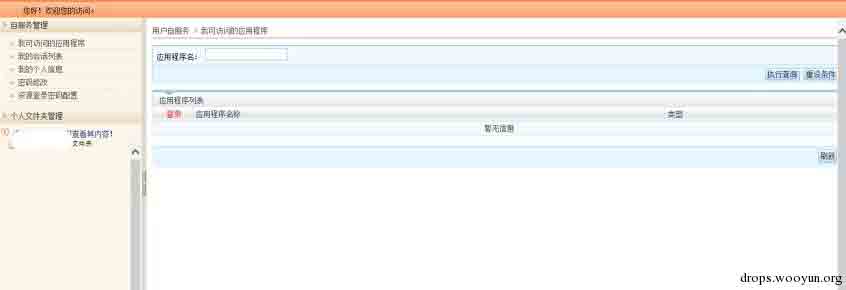 您好！欢迎您的访问。
自服务管理
我可访问的应用程序
我的会话列表
我的个人信息
密码修改
资源登录密码配置
个人文件夹管理
查看其内容！
文件夹
用户自服务 > 我可访问的应用程序
应用程序名：
执行查询 重设条件
应用程序列表
登录 应用程序名称 类型
暂无信息
刷新
drops.wooyun.org